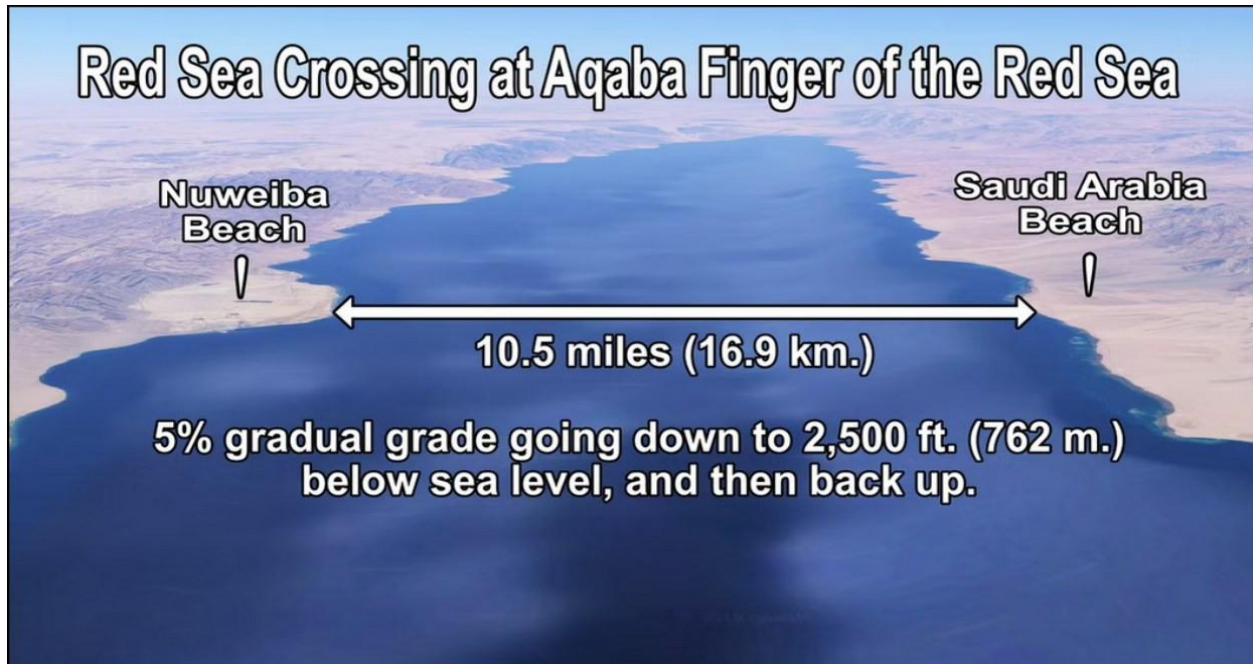 Red Sea Crossing at Aqaba Finger of the Red Sea
Nuweiba
Beach
Saudi Arabia
Beach
10.5 miles (16.9 km.)
5% gradual grade going down to 2,500 ft. (762 m.)
below sea level, and then back up.